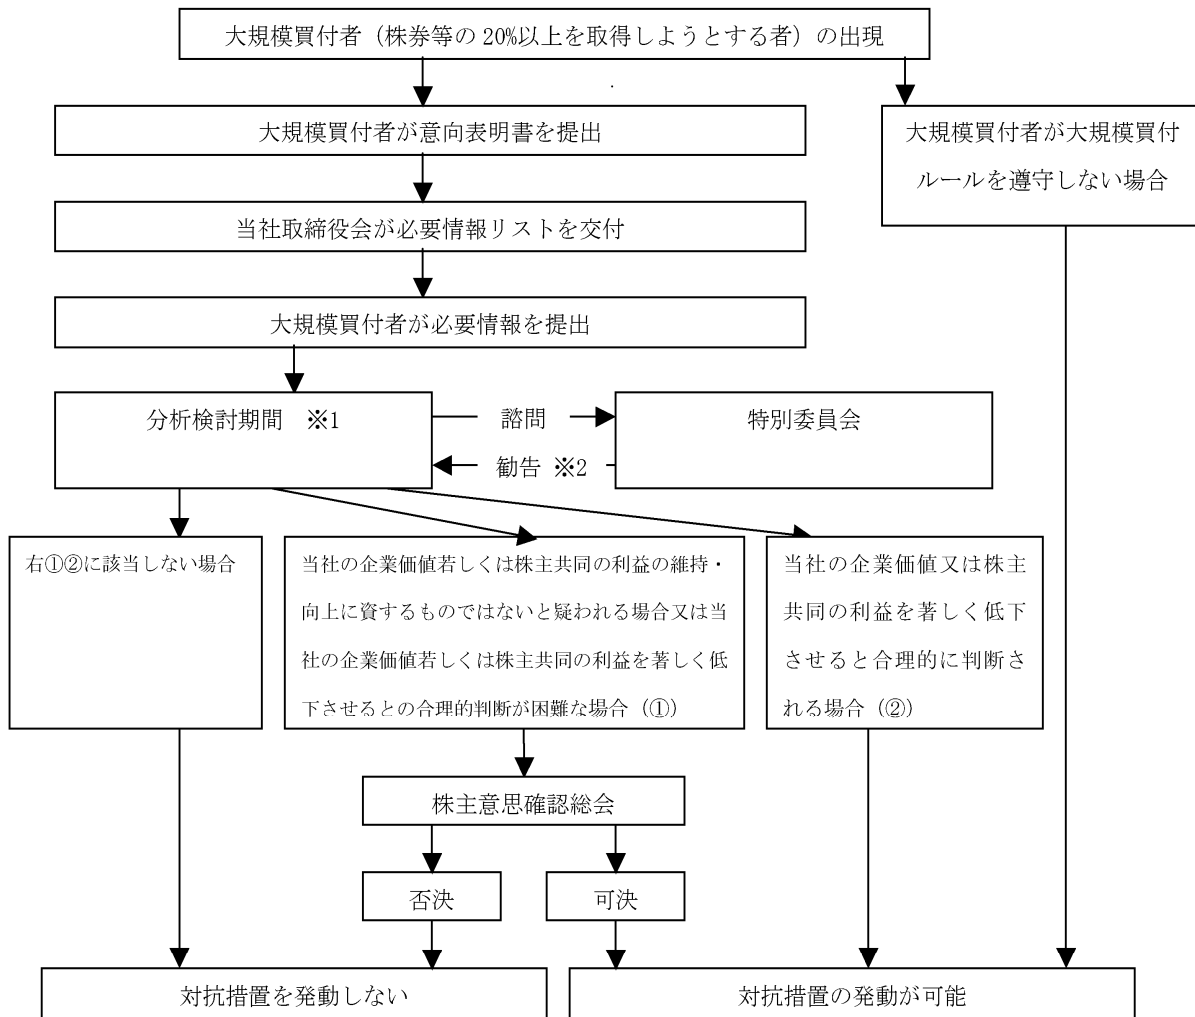 大規模買付者（株券等の 20%以上を取得しようとする者）の出現
大規模買付者が意向表明書を提出
大規模買付者が大規模買付
ルールを遵守しない場合
当社取締役会が必要情報リストを交付
大規模買付者が必要情報を提出
分析検討期間　※1
諮問
特別委員会
勧告 ※2
右①②に該当しない場合
当社の企業価値若しくは株主共同の利益の維持・
向上に資するものではないと疑われる場合又は当
社の企業価値若しくは株主共同の利益を著しく低
下させるとの合理的判断が困難な場合（①）
当社の企業価値又は株主
共同の利益を著しく低下
させると合理的に判断さ
れる場合（②）
株主意思確認総会
否決
可決
対抗措置を発動しない
対抗措置の発動が可能